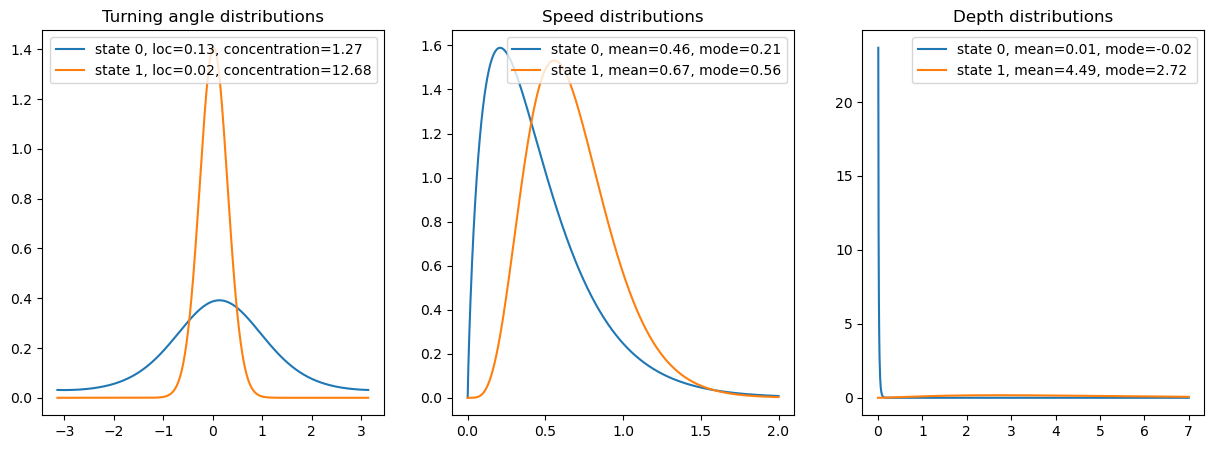 Turning angle distributions
state 0, loc=0.13, concentration=1.27
state 1, loc=0.02, concentration=12.68
1.4
1.2
1.0
0.8
0.6
0.4
0.2
0.0
−3 −2 −1 0 1 2 3
Speed distributions
state 0, mean=0.46, mode=0.21
state 1, mean=0.67, mode=0.56
1.6
1.4
1.2
1.0
0.8
0.6
0.4
0.2
0.0
0.0 0.5 1.0 1.5 2.0
Depth distributions
state 0, mean=0.01, mode=-0.02
state 1, mean=4.49, mode=2.72
20
15
10
5
0
0 1 2 3 4 5 6 7